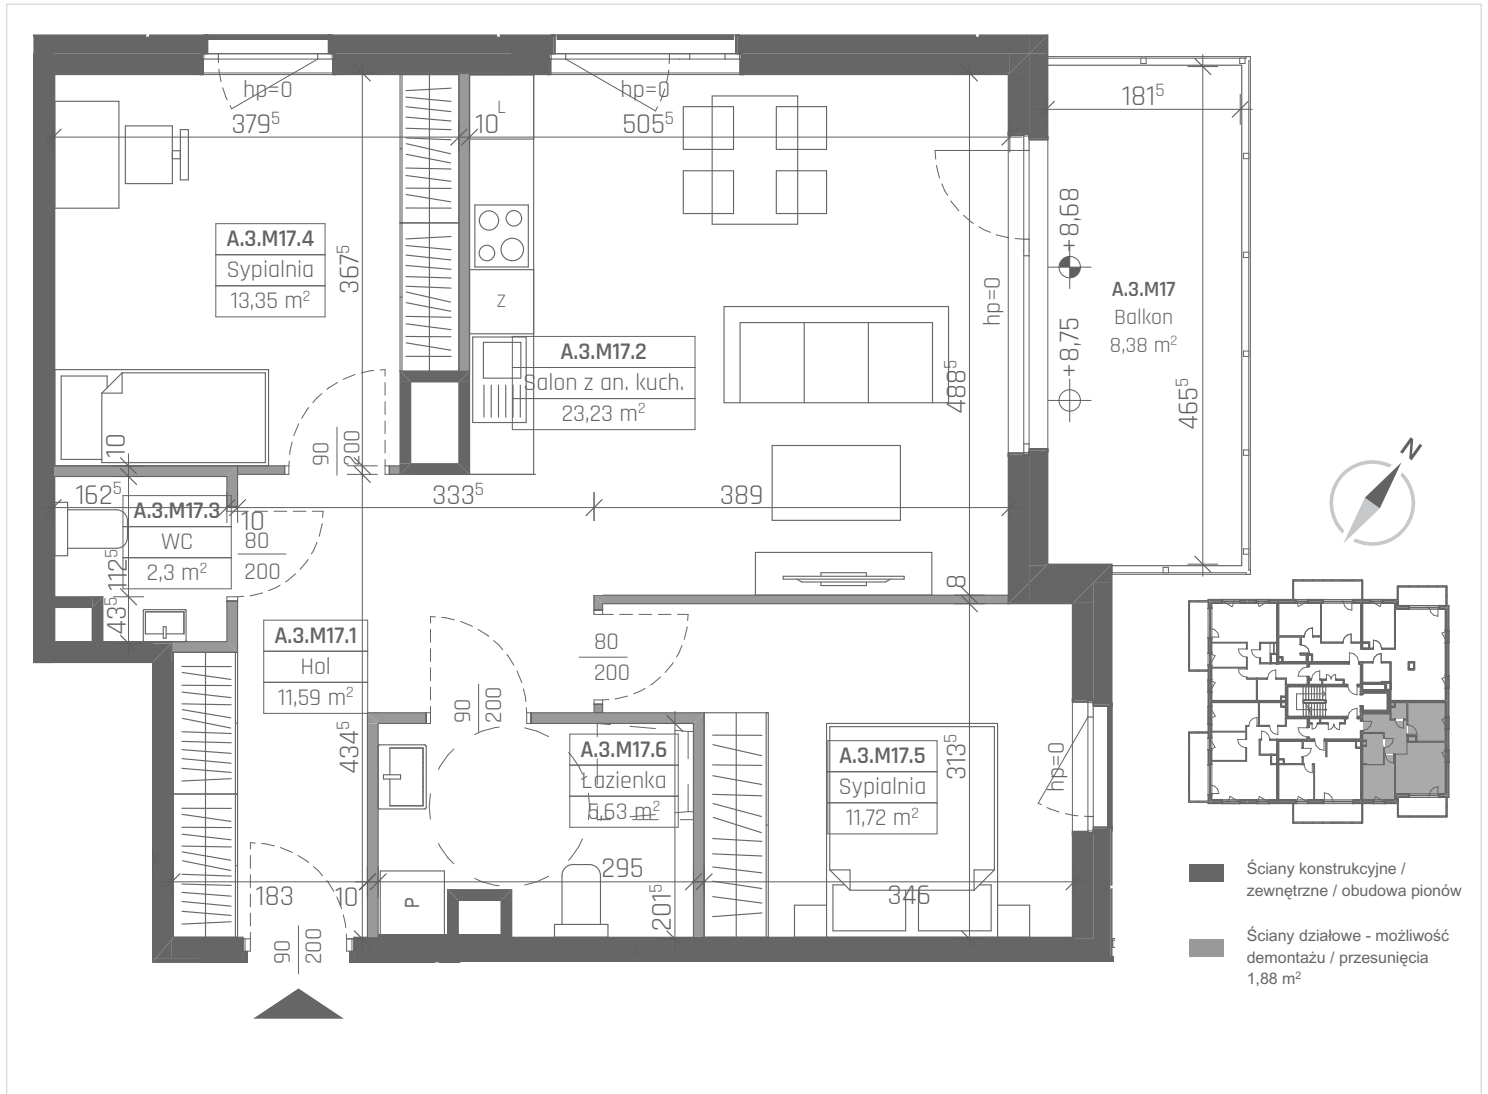 hp=0
hp=0
379⁵
10
L
505⁵
181⁵
A.3.M17.4
Sypialnia
13,35 m²
367⁵
Z
A.3.M17.2
Salon z an. kuch.
23,23 m²
488⁵
hp=0
+8,68
+8,75
A.3.M17
Balkon
8,38 m²
465⁵
N
10
90
200
162⁵
333⁵
389
A.3.M17.3
WC
2,3 m²
10
80
200
112⁵
43⁵
8
A.3.M17.1
Hol
11,59 m²
80
200
90
200
434⁵
A.3.M17.6
Łazienka
5,63 m²
A.3.M17.5
Sypialnia
11,72 m²
313⁵
hp=0
183
10
P
295
201⁵
346
90
200
Ściany konstrukcyjne /
zewnętrzne / obudowa pionów
Ściany działowe - możliwość
demontażu / przesunięcia
1,88 m²